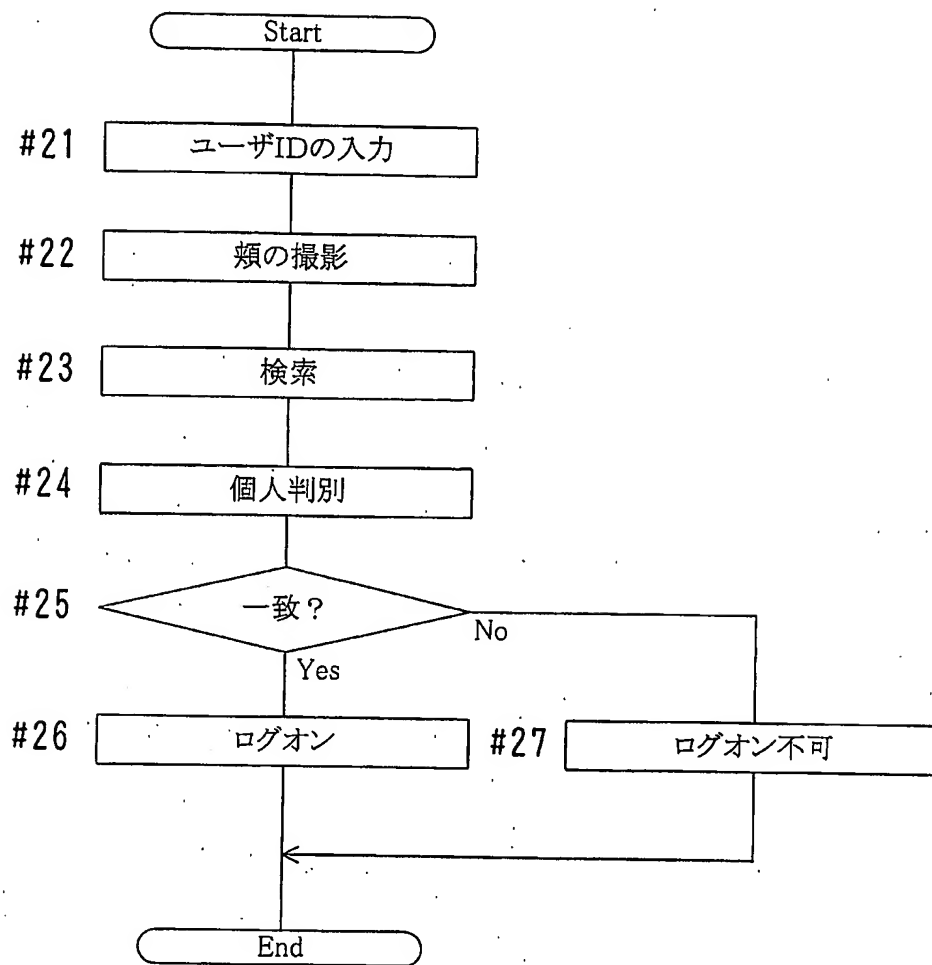 Start
#21 ユーザIDの入力
#22 頬の撮影
#23 検索
#24 個人判別
#25 一致?
No
Yes
#26 ログオン
#27 ログオン不可
End